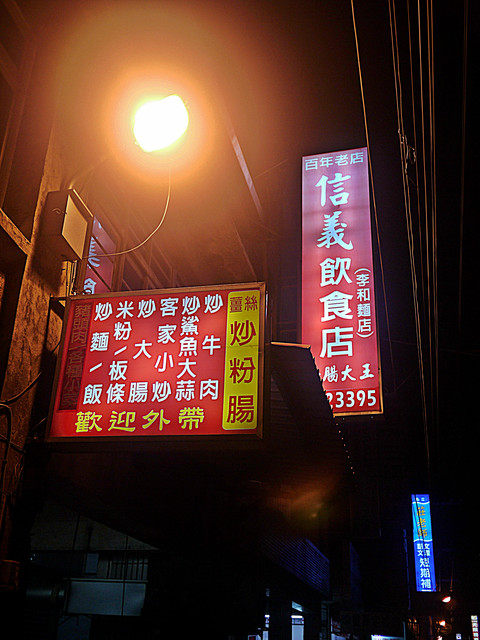 百年老店
信義飲食店
(李和麵店)
腸大王
23395
薑絲炒粉腸
炒牛肉
炒鯊魚大蒜
客家小炒
炒大腸
米粉/板條
炒麵/飯
歡迎外帶